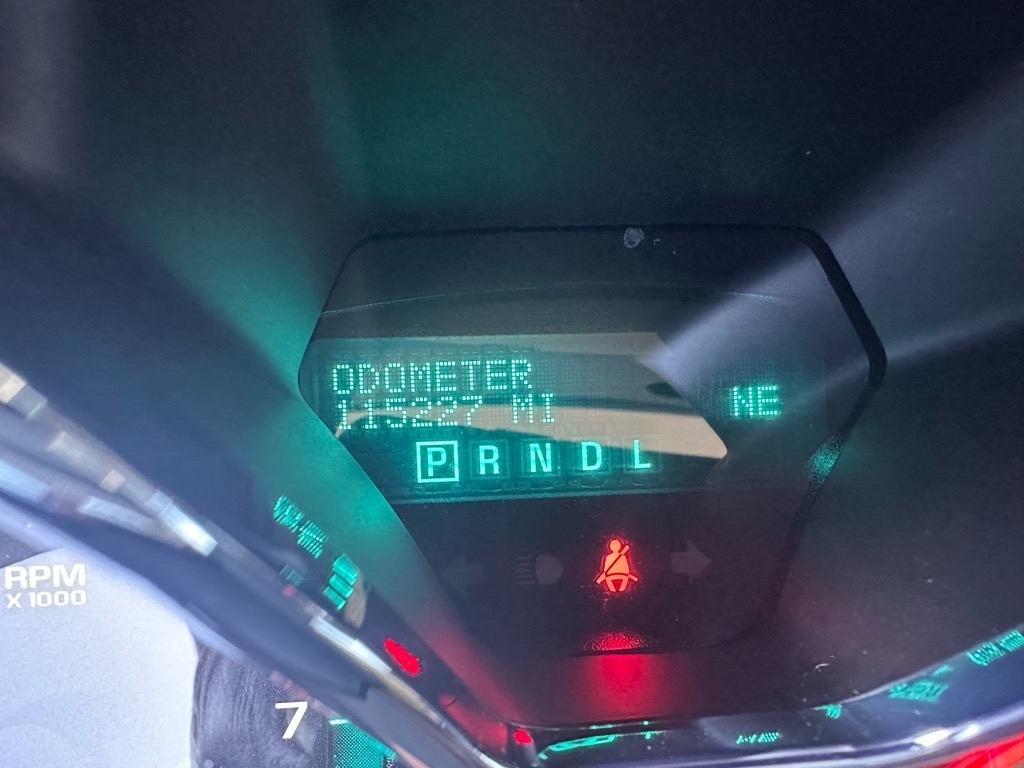 ODOMETER
115227 MI
NE
P R N D L
RPM
X 1000
7